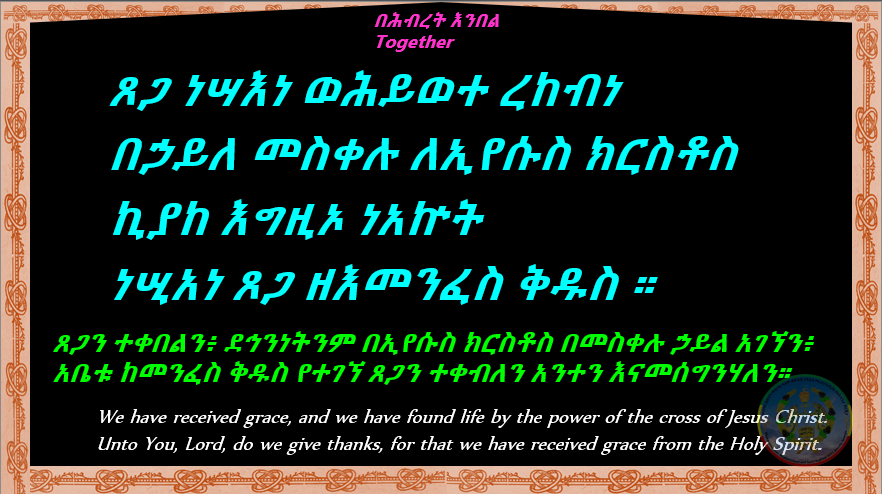 በሕብረት እንበል
Together
ጸጋ ነሣእነ ወሕይወተ ረከብነ
በኃይለ መስቀሉ ለኢየሱስ ክርስቶስ
ኪያከ እግዚኦ ነአኵት
ነሢአነ ጸጋ ዘእመንፈስ ቅዱስ ።
ጸጋን ተቀበልን፥ ደኅንነትንም በኢየሱስ ክርስቶስ በመስቀሉ ኃይል አገኘን፥
አቤቱ ከመንፈስ ቅዱስ የተገኘ ጸጋን ተቀብለን አንተን እናመሰግንሃለን።
We have received grace, and we have found life by the power of the cross of Jesus Christ.
Unto You, Lord, do we give thanks, for that we have received grace from the Holy Spirit.